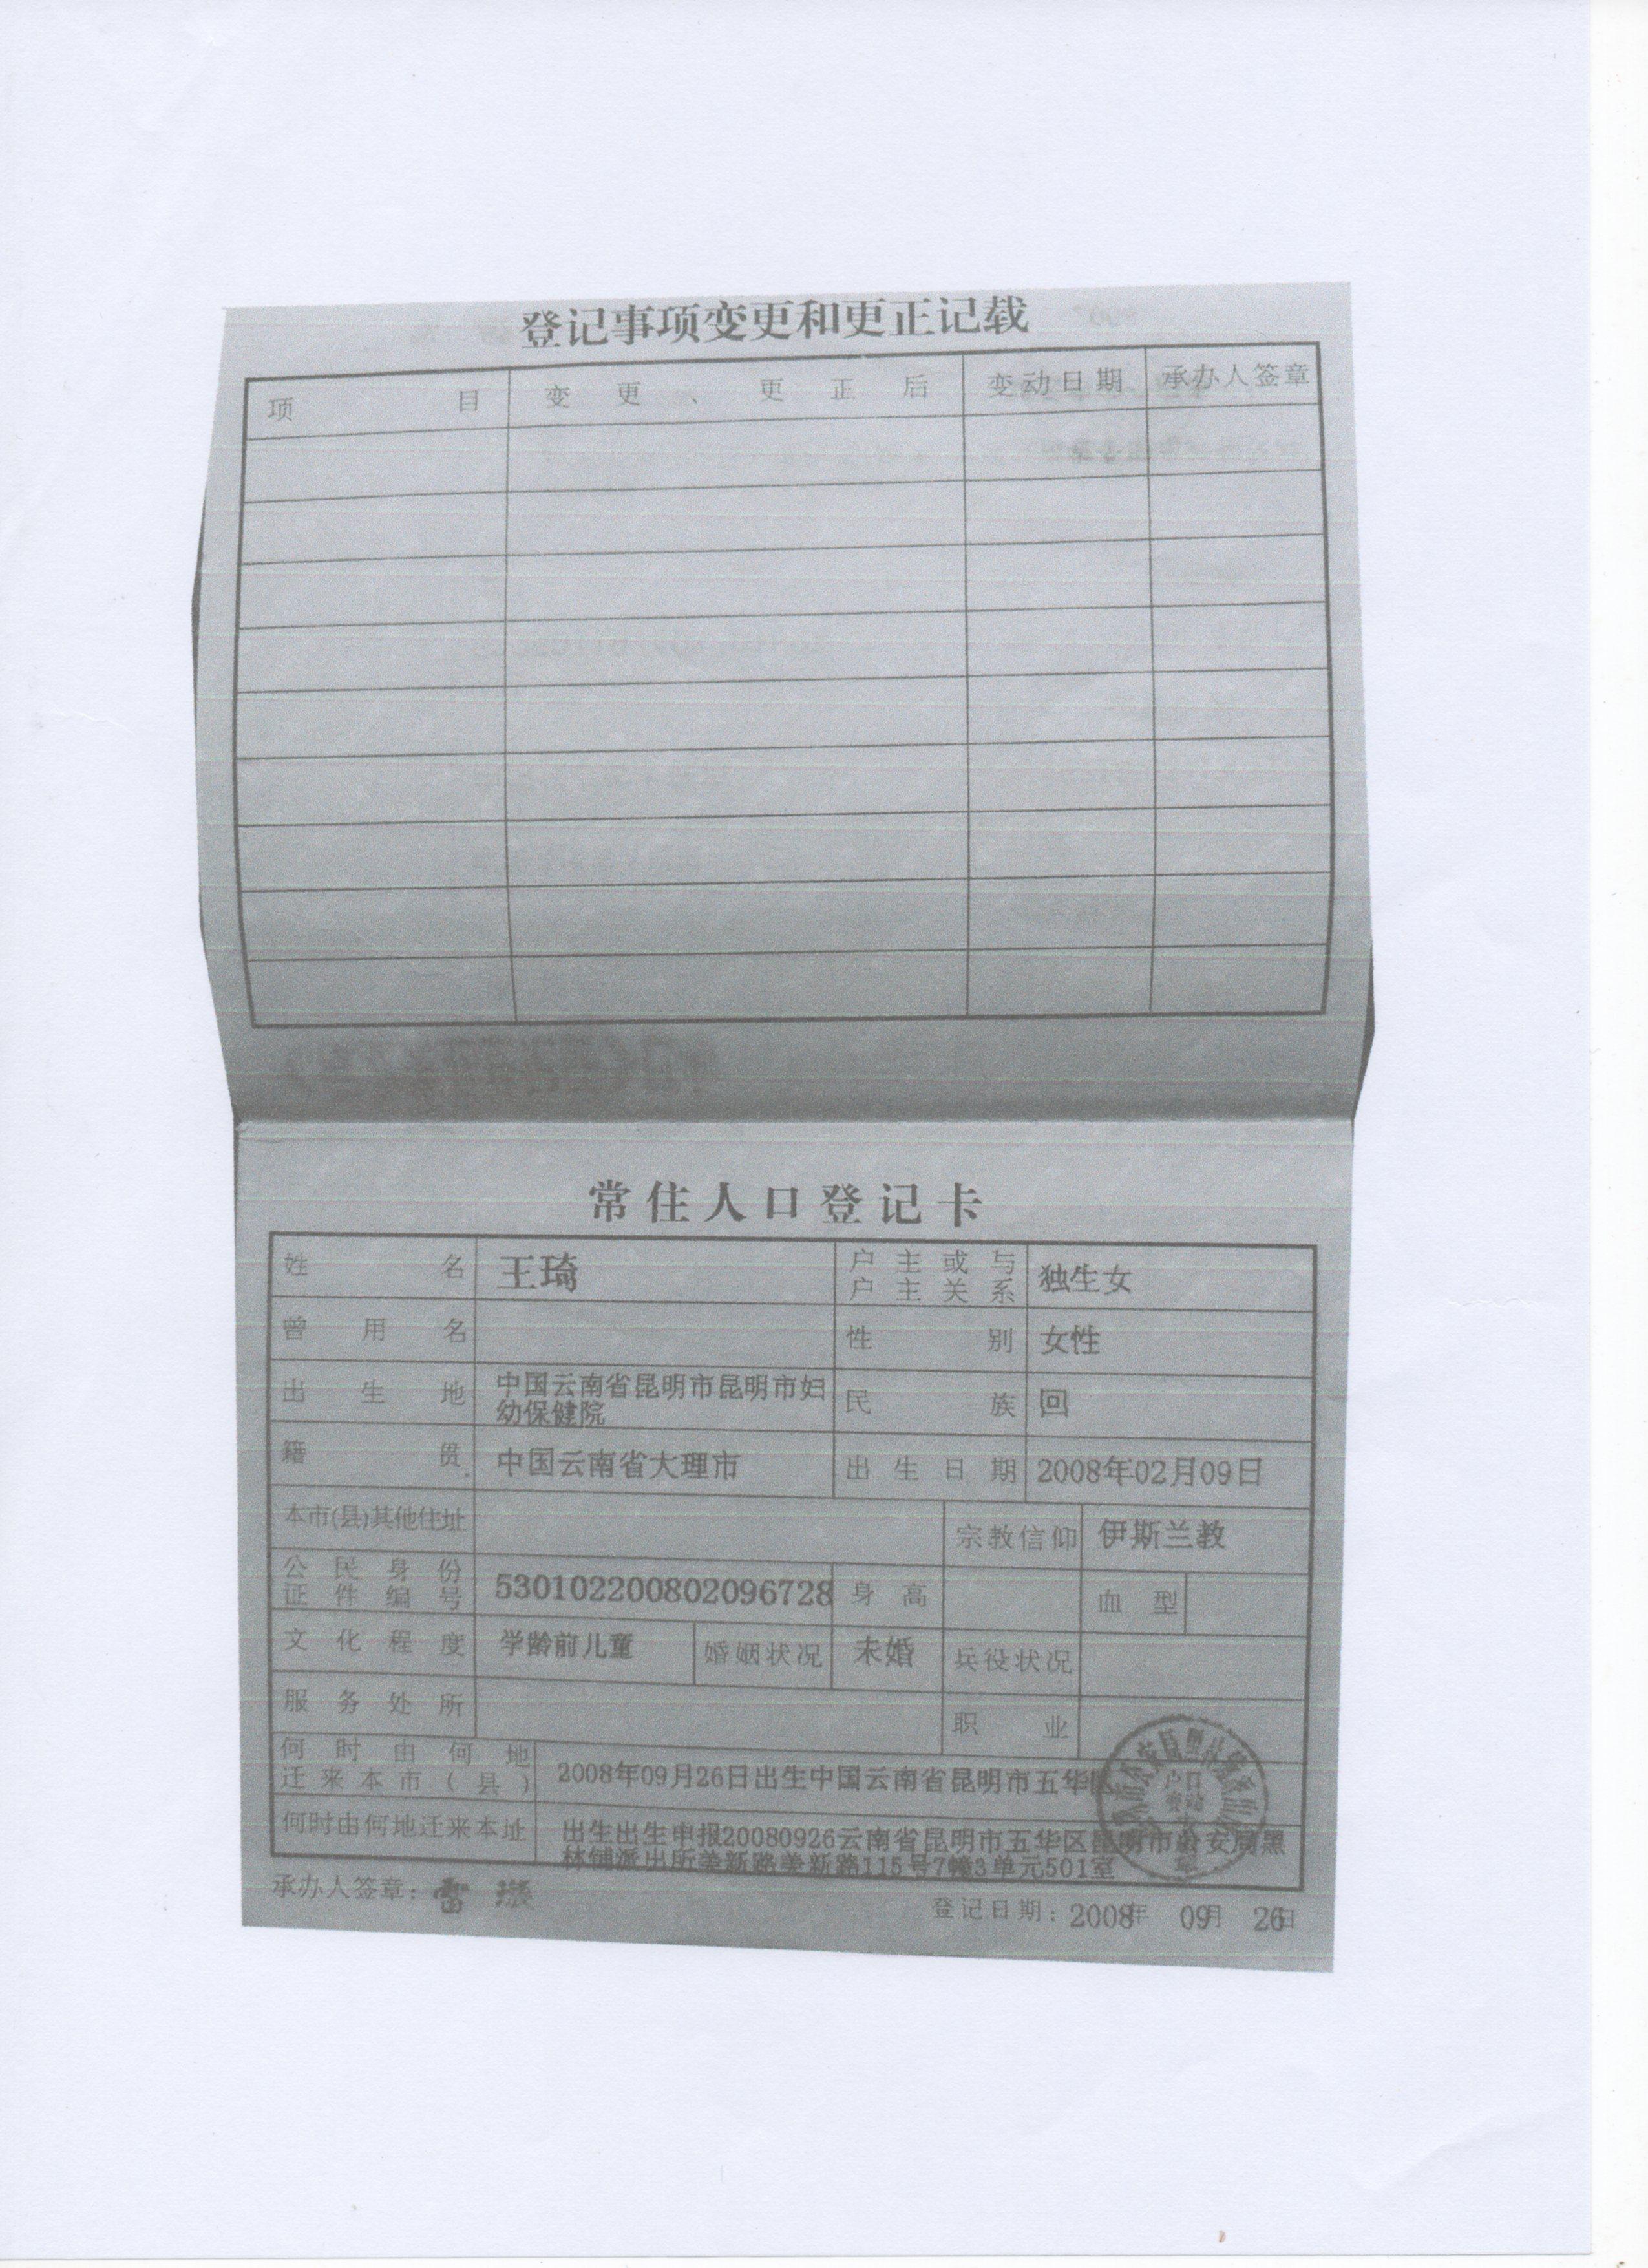 登记事项变更和更正记载
项目 变更、更正后 变动日期 承办人签章
常住人口登记卡
姓名 王琦 户主或与户主关系 独生女
曾用名 性别 女性
出生地 中国云南省昆明市昆明市妇
幼保健院 民族 回
籍贯 中国云南省大理市 出生日期 2008年02月09日
本市(县)其他住址 宗教信仰 伊斯兰教
公民身份
证件编号 530102200802096728 身高 血型
文化程度 学龄前儿童 婚姻状况 未婚 兵役状况
服务处所 职业
何时由何地
迁来本市(县) 2008年09月26日出生中国云南省昆明市五华区
何时由何地迁来本址 出生出生申报20080926云南省昆明市五华区昆明市公安局黑
林铺派出所美新路美新路115号7幢3单元501室
户口
承办人签章:
登记日期:2008年 09月 26日